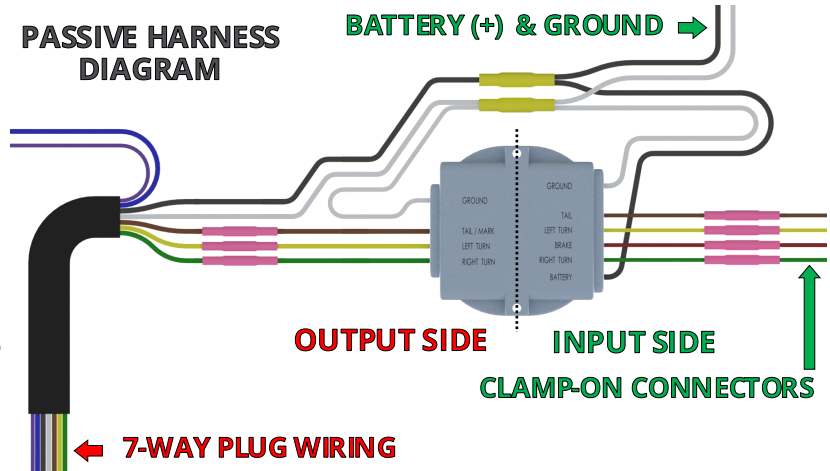 PASSIVE HARNESS
DIAGRAM
BATTERY (+) & GROUND
GROUND
TAIL / MARK
LEFT TURN
RIGHT TURN
GROUND
TAIL
LEFT TURN
BRAKE
RIGHT TURN
BATTERY
OUTPUT SIDE
INPUT SIDE
CLAMP-ON CONNECTORS
7-WAY PLUG WIRING